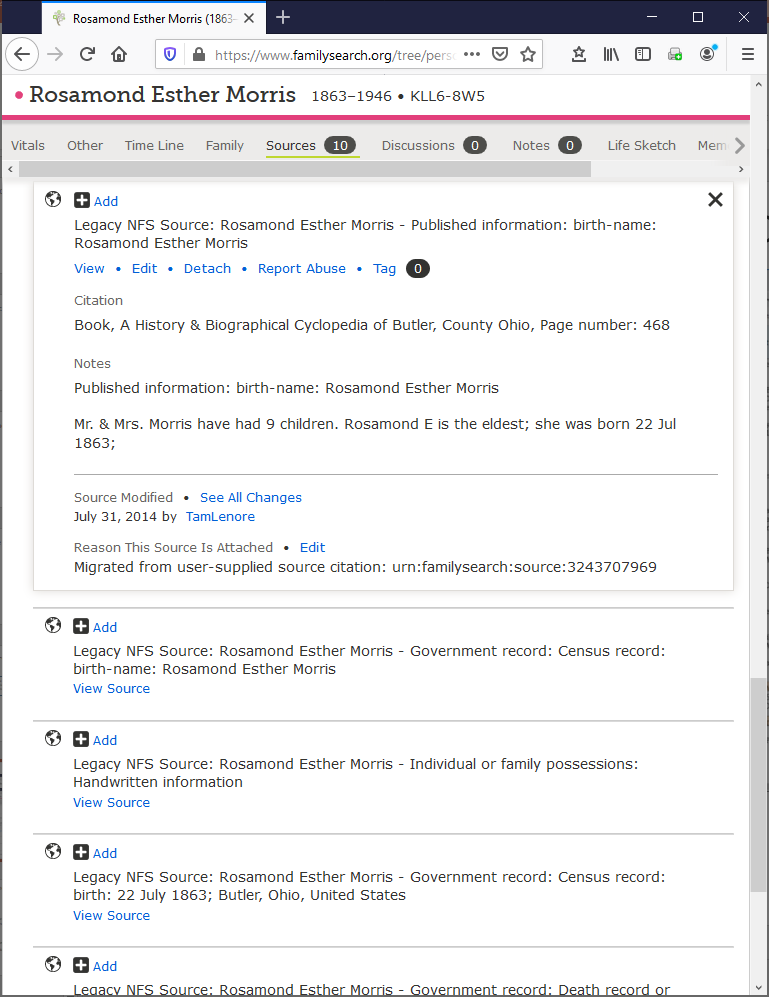 Rosamond Esther Morris (1863–
https://www.familysearch.org/tree/pers
Rosamond Esther Morris 1863–1946 • KLL6-8W5
Vitals Other Time Line Family Sources 10 Discussions 0 Notes 0 Life Sketch Mem
Add
Legacy NFS Source: Rosamond Esther Morris - Published information: birth-name:
Rosamond Esther Morris
View • Edit • Detach • Report Abuse • Tag 0
Citation
Book, A History & Biographical Cyclopedia of Butler, County Ohio, Page number: 468
Notes
Published information: birth-name: Rosamond Esther Morris
Mr. & Mrs. Morris have had 9 children. Rosamond E is the eldest; she was born 22 Jul
1863;
Source Modified • See All Changes
July 31, 2014 by TamLenore
Reason This Source Is Attached • Edit
Migrated from user-supplied source citation: urn:familysearch:source:3243707969
Add
Legacy NFS Source: Rosamond Esther Morris - Government record: Census record:
birth-name: Rosamond Esther Morris
View Source
Add
Legacy NFS Source: Rosamond Esther Morris - Individual or family possessions:
Handwritten information
View Source
Add
Legacy NFS Source: Rosamond Esther Morris - Government record: Census record:
birth: 22 July 1863; Butler, Ohio, United States
View Source
Add
Legacy NFS Source: Rosamond Esther Morris - Government record: Death record or